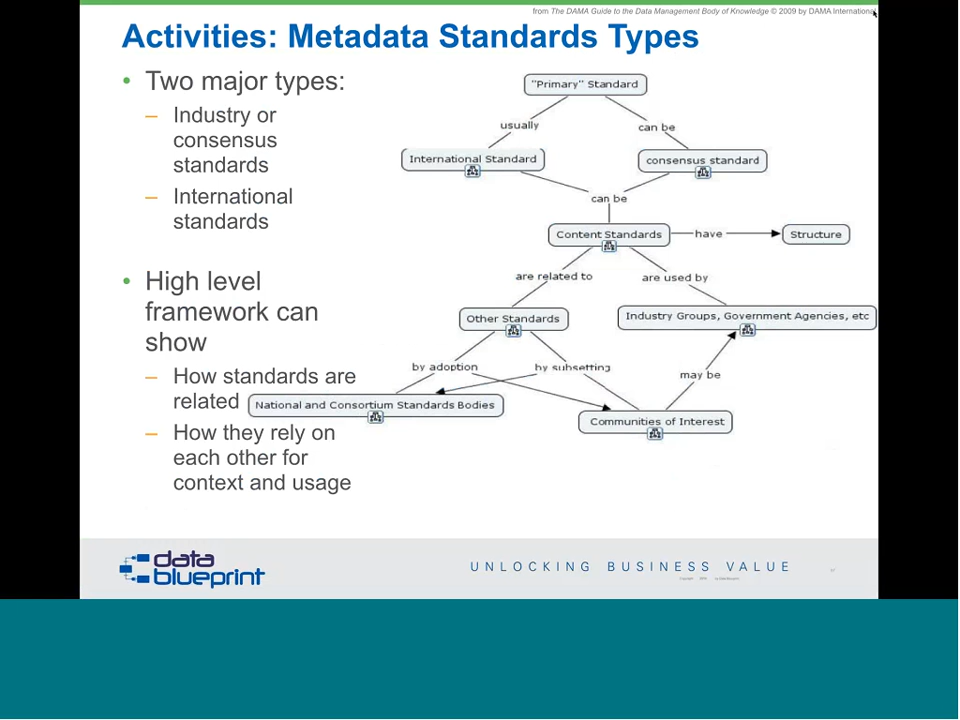 from The DAMA Guide to the Data Management Body of Knowledge © 2009 by DAMA International
Activities: Metadata Standards Types
• Two major types:
– Industry or
consensus
standards
– International
standards
• High level
framework can
show
– How standards are
related
– How they rely on
each other for
context and usage
"Primary" Standard
usually
can be
International Standard
consensus standard
can be
Content Standards
have
Structure
are related to
are used by
Other Standards
Industry Groups, Government Agencies, etc
by adoption
by subsetting
may be
National and Consortium Standards Bodies
Communities of Interest
data
blueprint
UNLOCKING BUSINESS VALUE